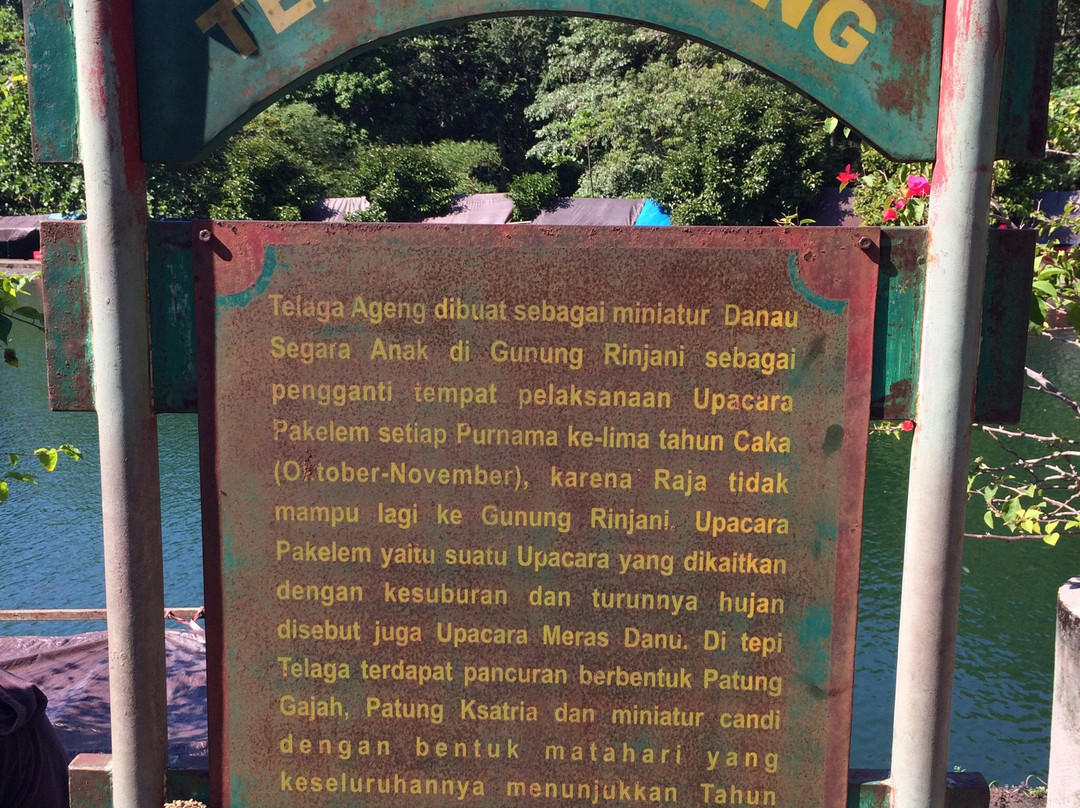 Telaga Ageng dibuat sebagai miniatur Danau
Segara Anak di Gunung Rinjani sebagai
pengganti tempat pelaksanaan Upacara
Pakelem setiap Purnama ke-lima tahun Caka
(Oktober-November), karena Raja tidak
mampu lagi ke Gunung Rinjani. Upacara
Pakelem yaitu suatu Upacara yang dikaitkan
dengan kesuburan dan turunnya hujan
disebut juga Upacara Meras Danu. Di tepi
Telaga terdapat pancuran berbentuk Patung
Gajah, Patung Ksatria dan miniatur candi
dengan bentuk matahari yang
keseluruhannya menunjukkan Tahun